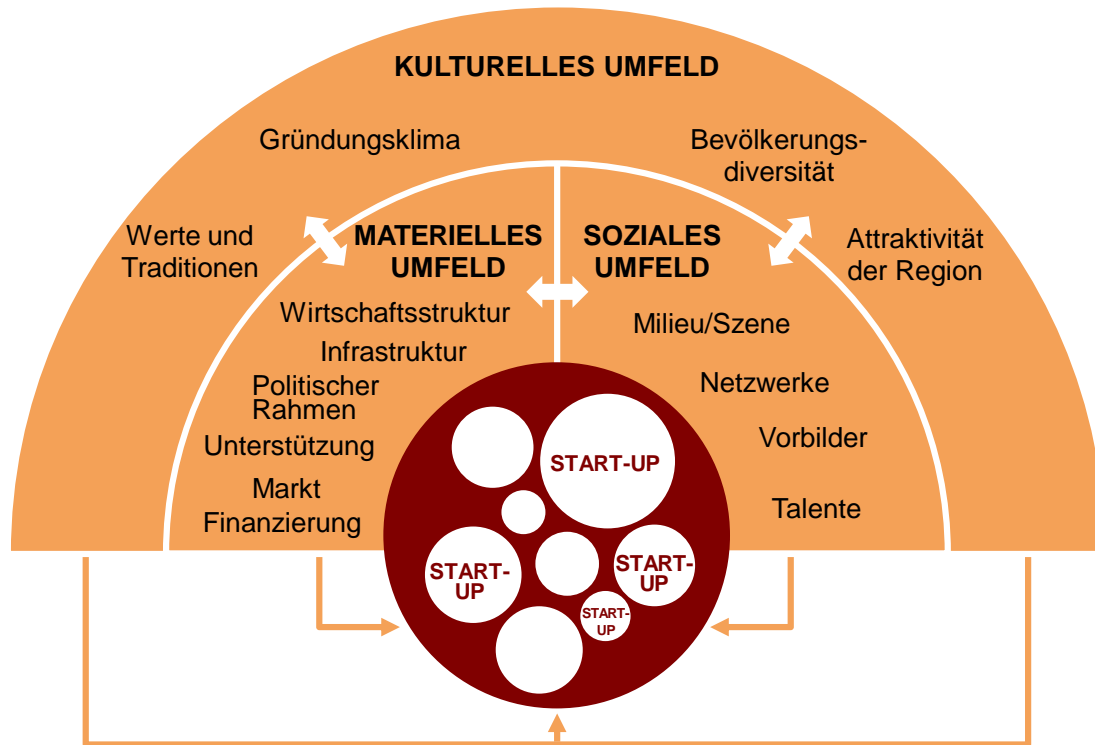 KULTURELLES UMFELD
Gründungsklima
Bevölkerungs-
diversität
Werte und
Traditionen
Attraktivität
der Region
MATERIELLES
UMFELD
Wirtschaftsstruktur
Infrastruktur
Politischer
Rahmen
Unterstützung
Markt
Finanzierung
SOZIALES
UMFELD
Milieu/Szene
Netzwerke
Vorbilder
Talente
START-UP
START-
UP
START-
UP
START-
UP